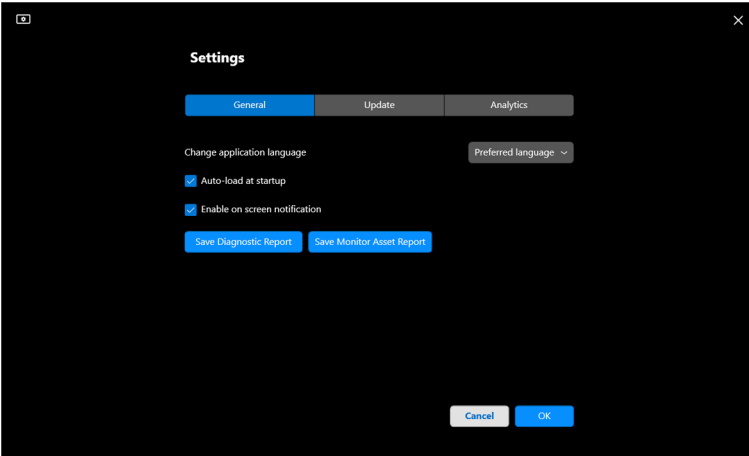 Settings
General Update Analytics
Change application language Preferred language
Auto-load at startup
Enable on screen notification
Save Diagnostic Report Save Monitor Asset Report
Cancel OK